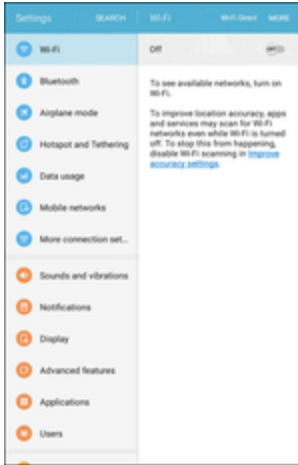 Settings SEARCH Wi-Fi Wi-Fi Direct MORE
Wi-Fi
Off
Bluetooth
Airplane mode
Hotspot and Tethering
Data usage
Mobile networks
More connection set...
Sounds and vibrations
Notifications
Display
Advanced features
Applications
Users
To see available networks, turn on
Wi-Fi.
To improve location accuracy, apps
and services may scan for Wi-Fi
networks even while Wi-Fi is turned
off. To stop this from happening,
disable Wi-Fi scanning in Improve
accuracy settings.